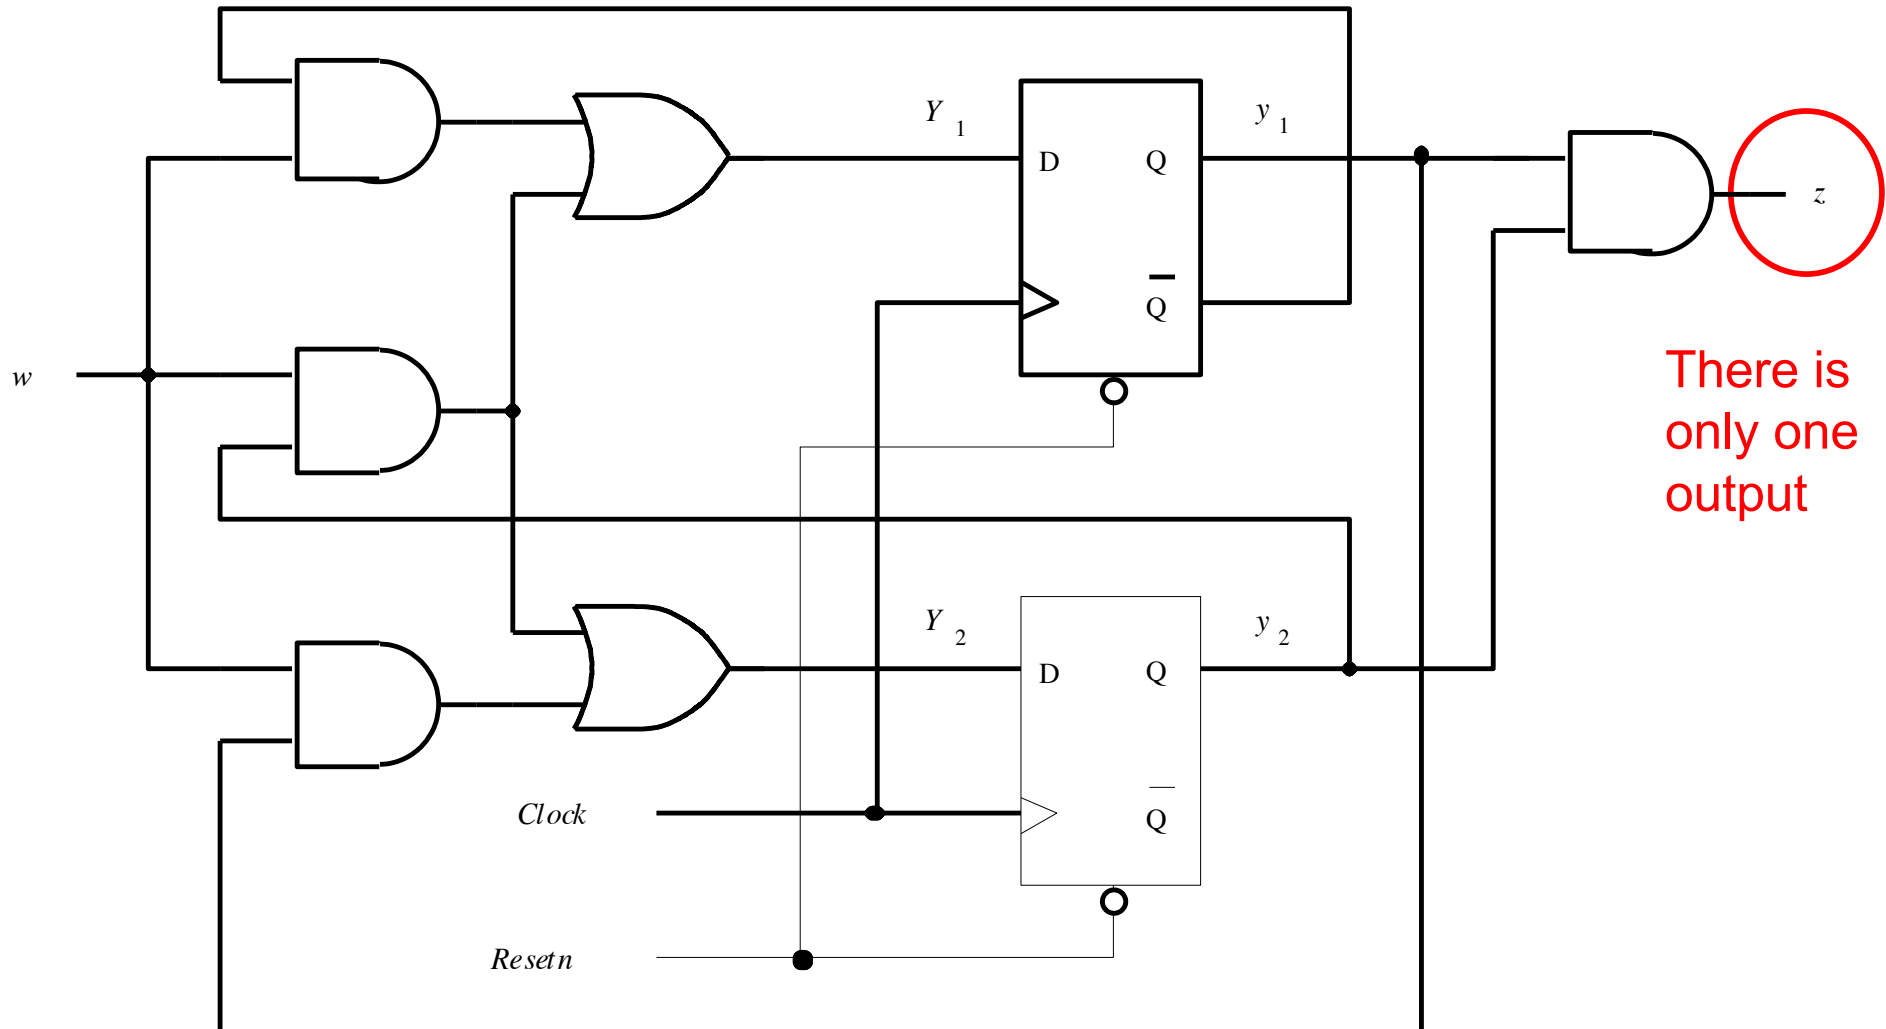 Y 1
y 1
D
Q
z
Q
w
There is
only one
output
Y 2
y 2
D
Q
Clock
Q
Resetn